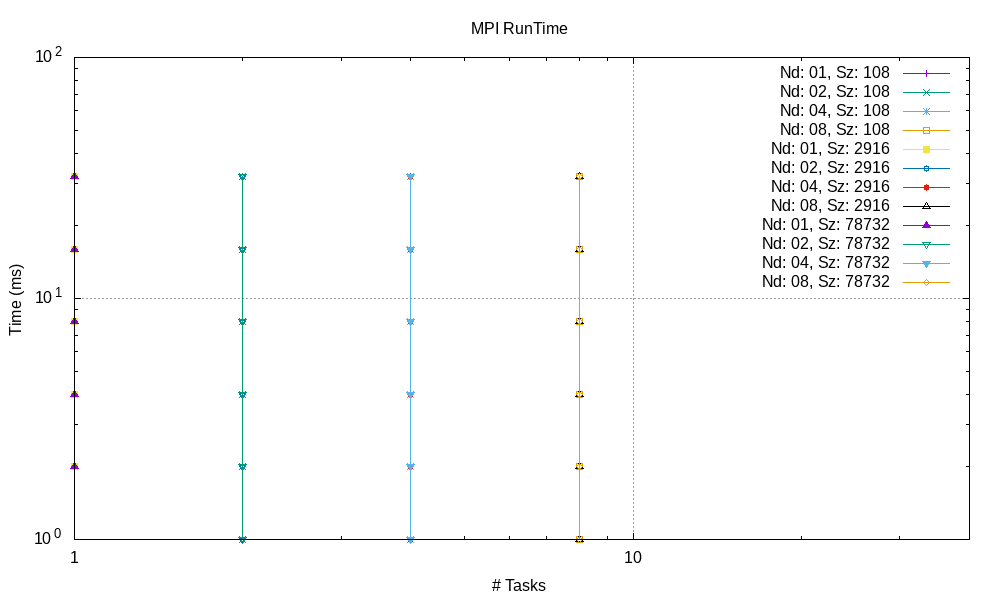 MPI RunTime
10^2
10^1
10^0
Time (ms)
Nd: 01, Sz: 108
Nd: 02, Sz: 108
Nd: 04, Sz: 108
Nd: 08, Sz: 108
Nd: 01, Sz: 2916
Nd: 02, Sz: 2916
Nd: 04, Sz: 2916
Nd: 08, Sz: 2916
Nd: 01, Sz: 78732
Nd: 02, Sz: 78732
Nd: 04, Sz: 78732
Nd: 08, Sz: 78732
1 10
# Tasks